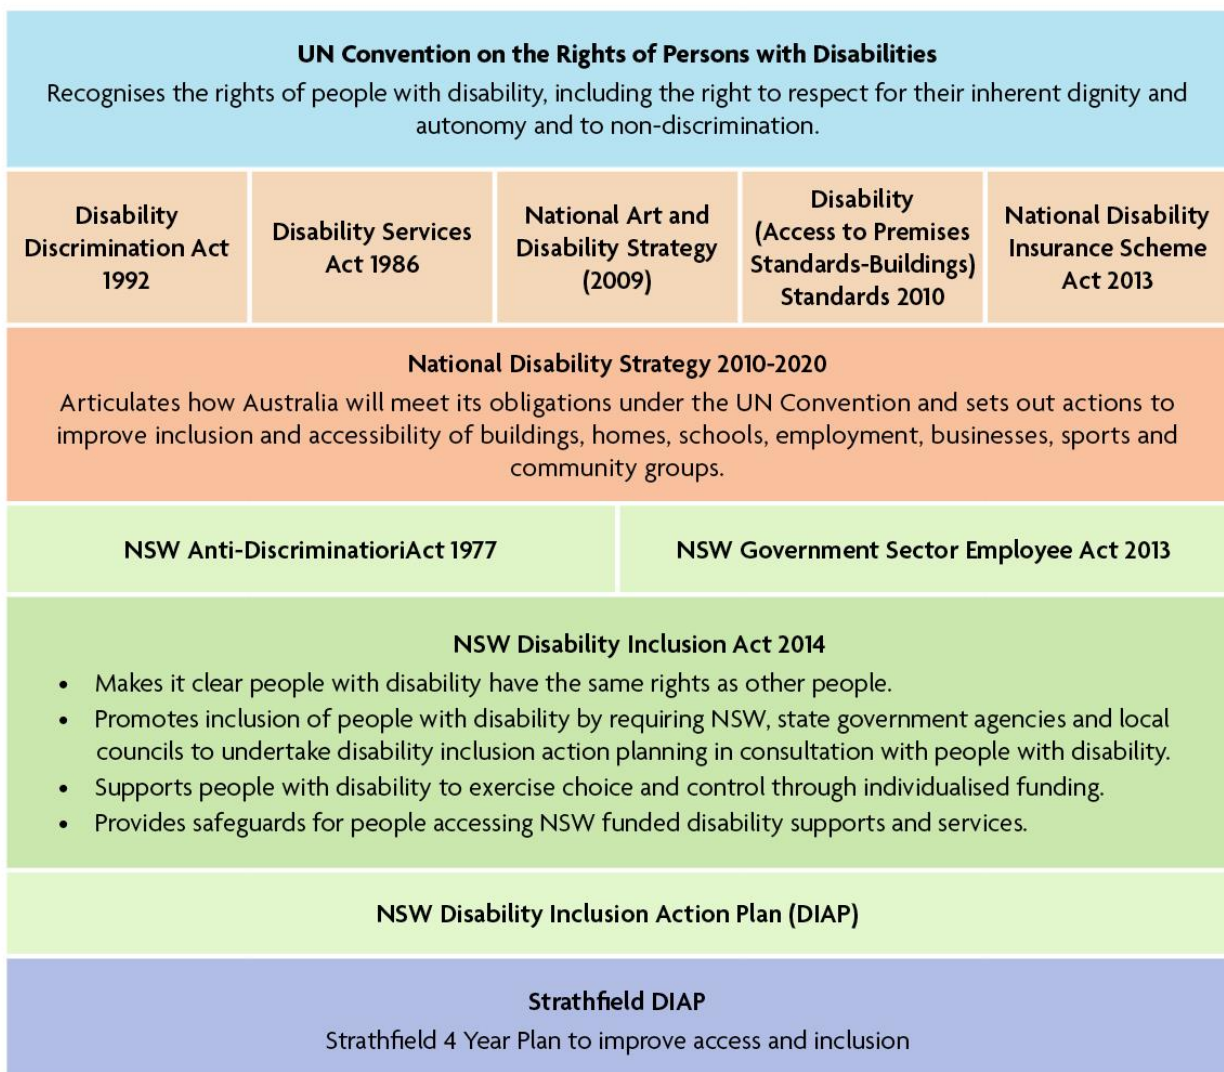 UN Convention on the Rights of Persons with Disabilities
Recognises the rights of people with disability, including the right to respect for their inherent dignity and
autonomy and to non-discrimination.
Disability
Discrimination Act
1992
Disability Services
Act 1986
National Art and
Disability Strategy
(2009)
Disability
(Access to Premises
Standards-Buildings)
Standards 2010
National Disability
Insurance Scheme
Act 2013
National Disability Strategy 2010-2020
Articulates how Australia will meet its obligations under the UN Convention and sets out actions to
improve inclusion and accessibility of buildings, homes, schools, employment, businesses, sports and
community groups.
NSW Anti-DiscriminatioriAct 1977
NSW Government Sector Employee Act 2013
NSW Disability Inclusion Act 2014
• Makes it clear people with disability have the same rights as other people.
• Promotes inclusion of people with disability by requiring NSW, state government agencies and local
councils to undertake disability inclusion action planning in consultation with people with disability.
• Supports people with disability to exercise choice and control through individualised funding.
• Provides safeguards for people accessing NSW funded disability supports and services.
NSW Disability Inclusion Action Plan (DIAP)
Strathfield DIAP
Strathfield 4 Year Plan to improve access and inclusion